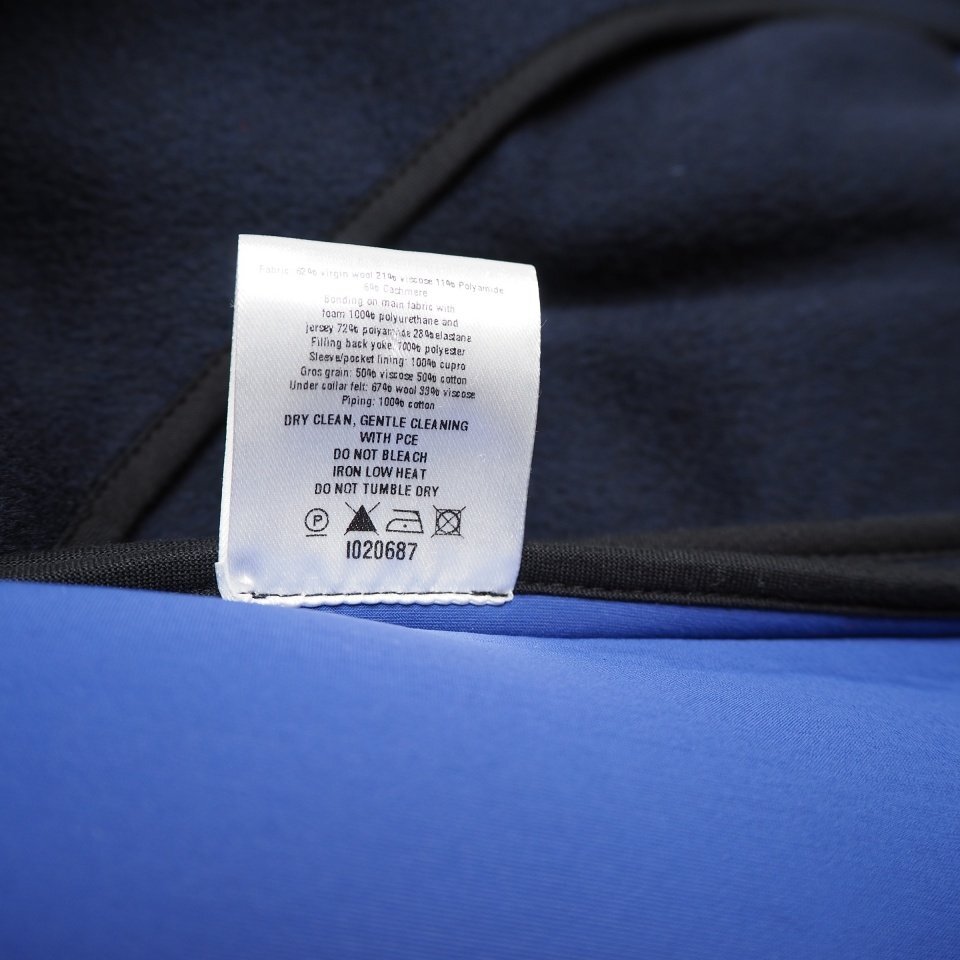 Fabric: 62% virgin wool 21% viscose 11% Polyamide
6% Cashmere
bonding on main fabric with
foam 100% polyurethane and
jersey 72% polyamide 28% elastane
Filling back yoke: 100% polyester
Sleeve/pocket lining: 100% cupro
Gros grain: 50% viscose 50% cotton
Under collar felt: 67% wool 33% viscose
Piping: 100% cotton
DRY CLEAN, GENTLE CLEANING
WITH PCE
DO NOT BLEACH
IRON LOW HEAT
DO NOT TUMBLE DRY
P
I020687